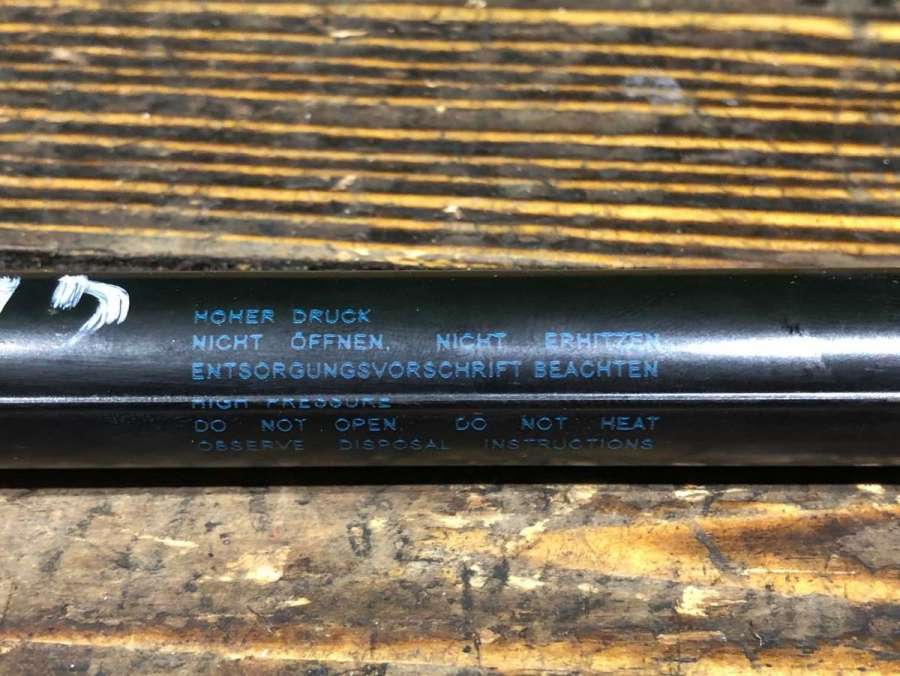 HOHER DRUCK
NICHT ÖFFNEN. NICHT ERHITZEN.
ENTSORGUNGSVORSCHRIFT BEACHTEN
HIGH PRESSURE
DO NOT OPEN DO NOT HEAT
OBSERVE DISPOSAL INSTRUCTIONS